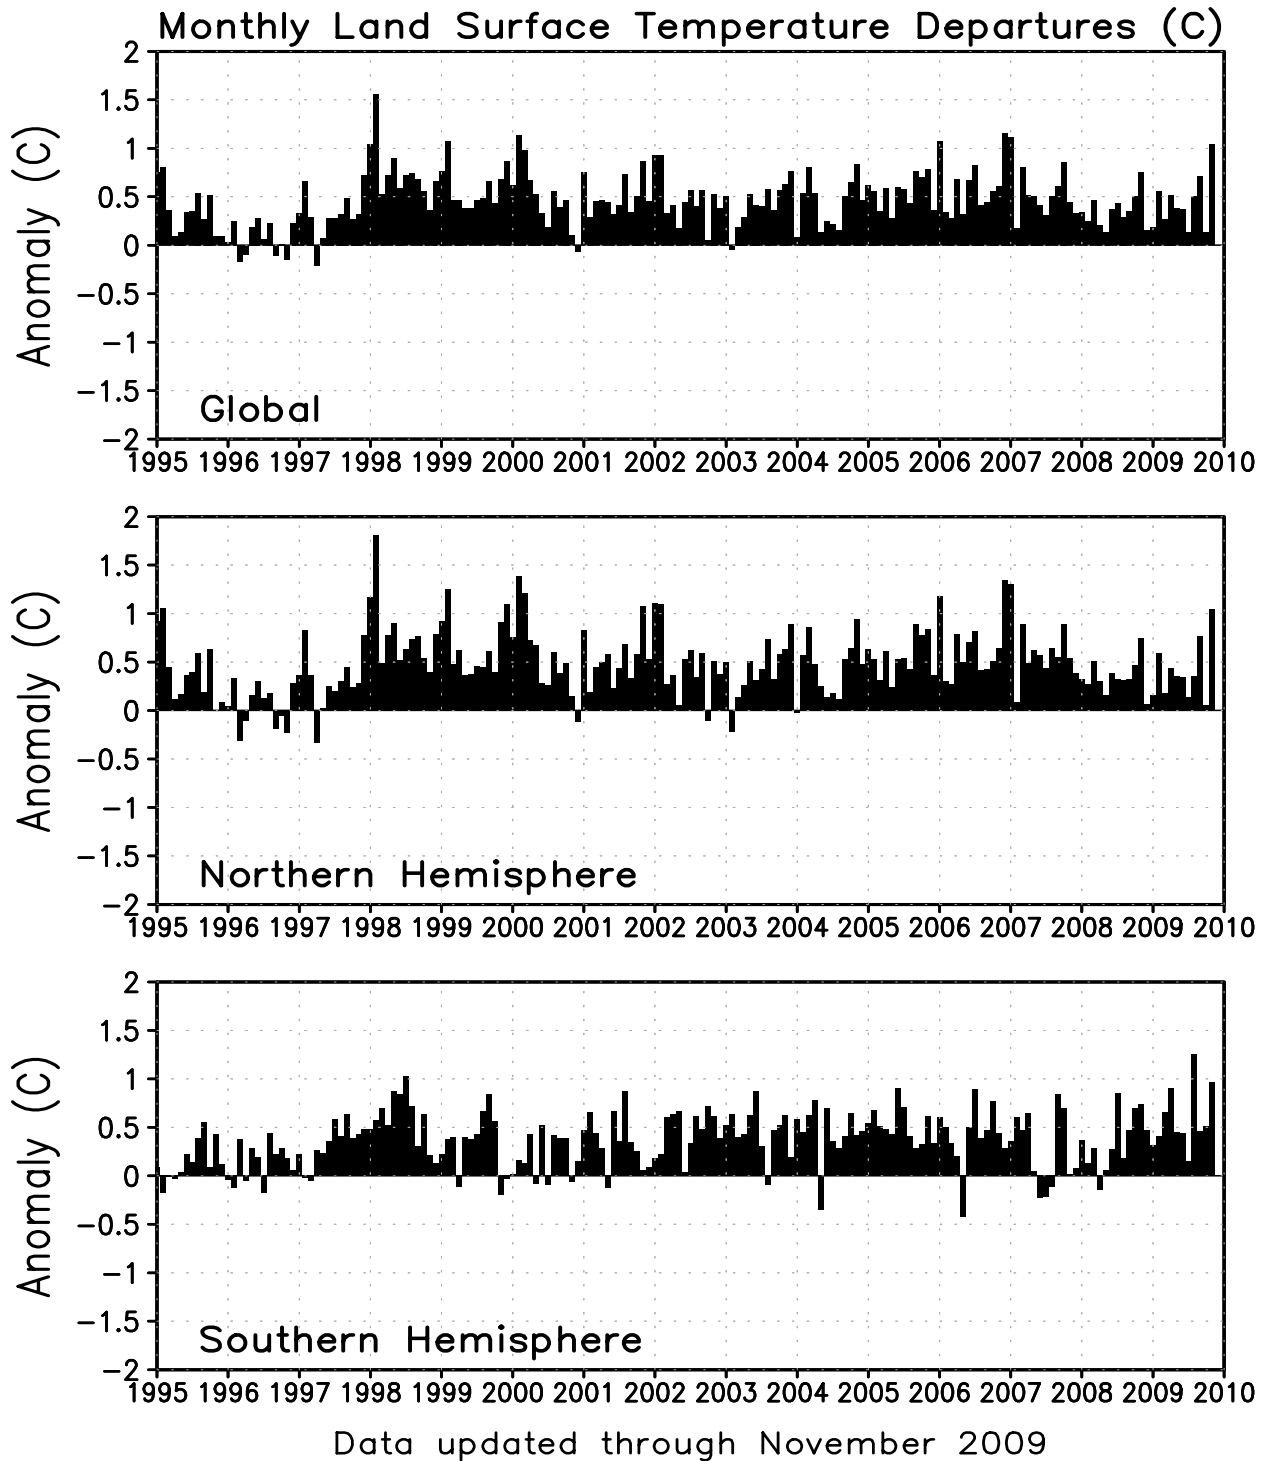 Monthly Land Surface Temperature Departures (C)
2
1.5
1
0.5
0
−0.5
−1
−1.5
−2
Anomaly (C)
Global
1995 1996 1997 1998 1999 2000 2001 2002 2003 2004 2005 2006 2007 2008 2009 2010
2
1.5
1
0.5
0
−0.5
−1
−1.5
−2
Anomaly (C)
Northern Hemisphere
1995 1996 1997 1998 1999 2000 2001 2002 2003 2004 2005 2006 2007 2008 2009 2010
2
1.5
1
0.5
0
−0.5
−1
−1.5
−2
Anomaly (C)
Southern Hemisphere
1995 1996 1997 1998 1999 2000 2001 2002 2003 2004 2005 2006 2007 2008 2009 2010
Data updated through November 2009